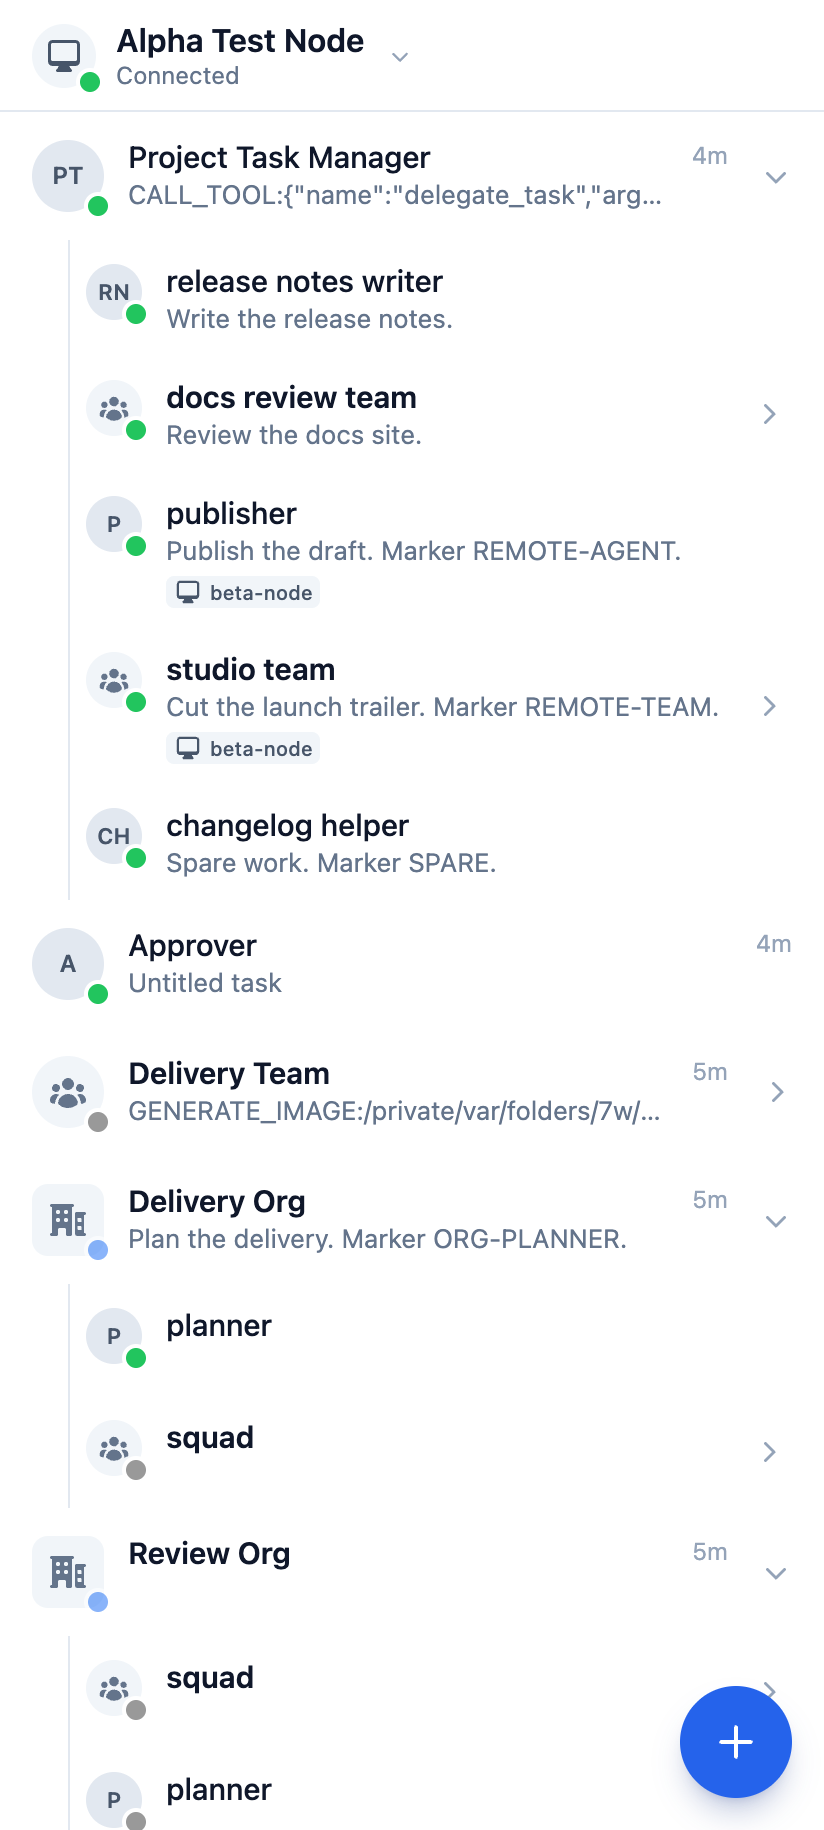 Alpha Test Node
Connected
PT
Project Task Manager
4m
CALL_TOOL:{"name":"delegate_task","arg...
RN
release notes writer
Write the release notes.
docs review team
Review the docs site.
P
publisher
Publish the draft. Marker REMOTE-AGENT.
beta-node
studio team
Cut the launch trailer. Marker REMOTE-TEAM.
beta-node
CH
changelog helper
Spare work. Marker SPARE.
A
Approver
4m
Untitled task
Delivery Team
5m
GENERATE_IMAGE:/private/var/folders/7w/...
Delivery Org
5m
Plan the delivery. Marker ORG-PLANNER.
P
planner
squad
Review Org
5m
squad
P
planner